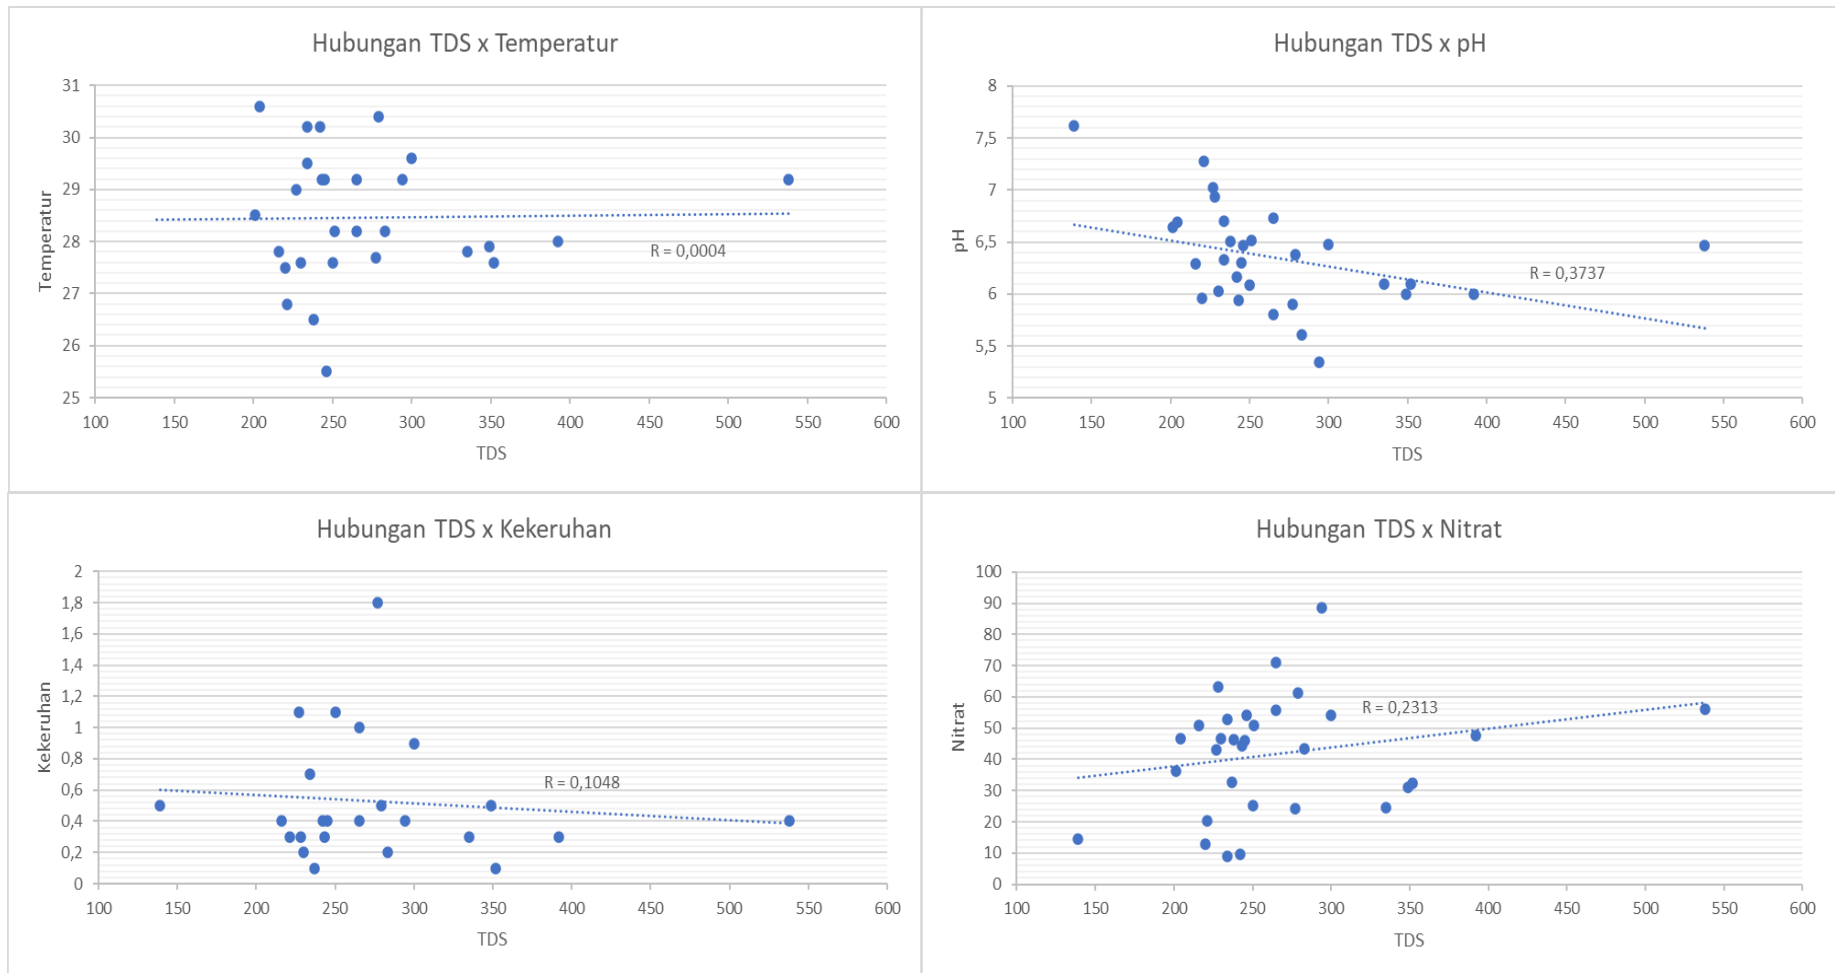 Hubungan TDS x Temperatur
31
30
29
28
27
26
25
Temperatur
R = 0,0004
100 150 200 250 300 350 400 450 500 550 600
TDS
Hubungan TDS x pH
8
7,5
7
6,5
6
5,5
5
pH
R = 0,3737
100 150 200 250 300 350 400 450 500 550 600
TDS
Hubungan TDS x Kekeruhan
2
1,8
1,6
1,4
1,2
1
0,8
0,6
0,4
0,2
0
Kekeruhan
R = 0,1048
100 150 200 250 300 350 400 450 500 550 600
TDS
Hubungan TDS x Nitrat
100
90
80
70
60
50
40
30
20
10
0
Nitrat
R = 0,2313
100 150 200 250 300 350 400 450 500 550 600
TDS